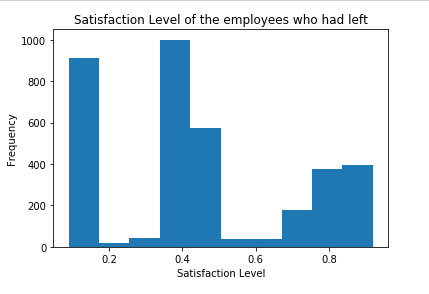 Satisfaction Level of the employees who had left
1000
800
600
400
200
0
Frequency
0.2 0.4 0.6 0.8
Satisfaction Level